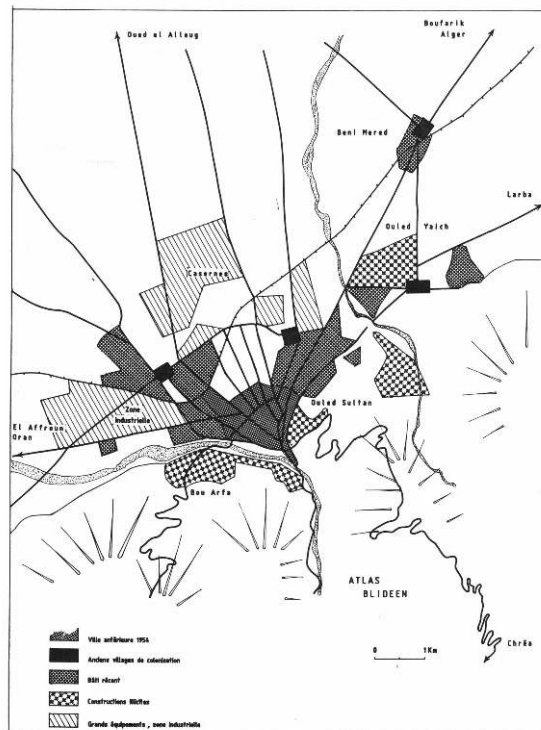 Oued el Alleug
Boufarik
Alger
Beni Mered
Larba
Ouled Yaich
Casernes
Ouled Sultan
Zone
Industrielle
El Affroun
Oran
Bou Arfa
ATLAS
BLIDEEN
0 1Km
Chréa
Ville antérieure 1954
Anciens villages de colonisation
Bâti récent
Constructions illicites
Grands équipements, zone industrielle